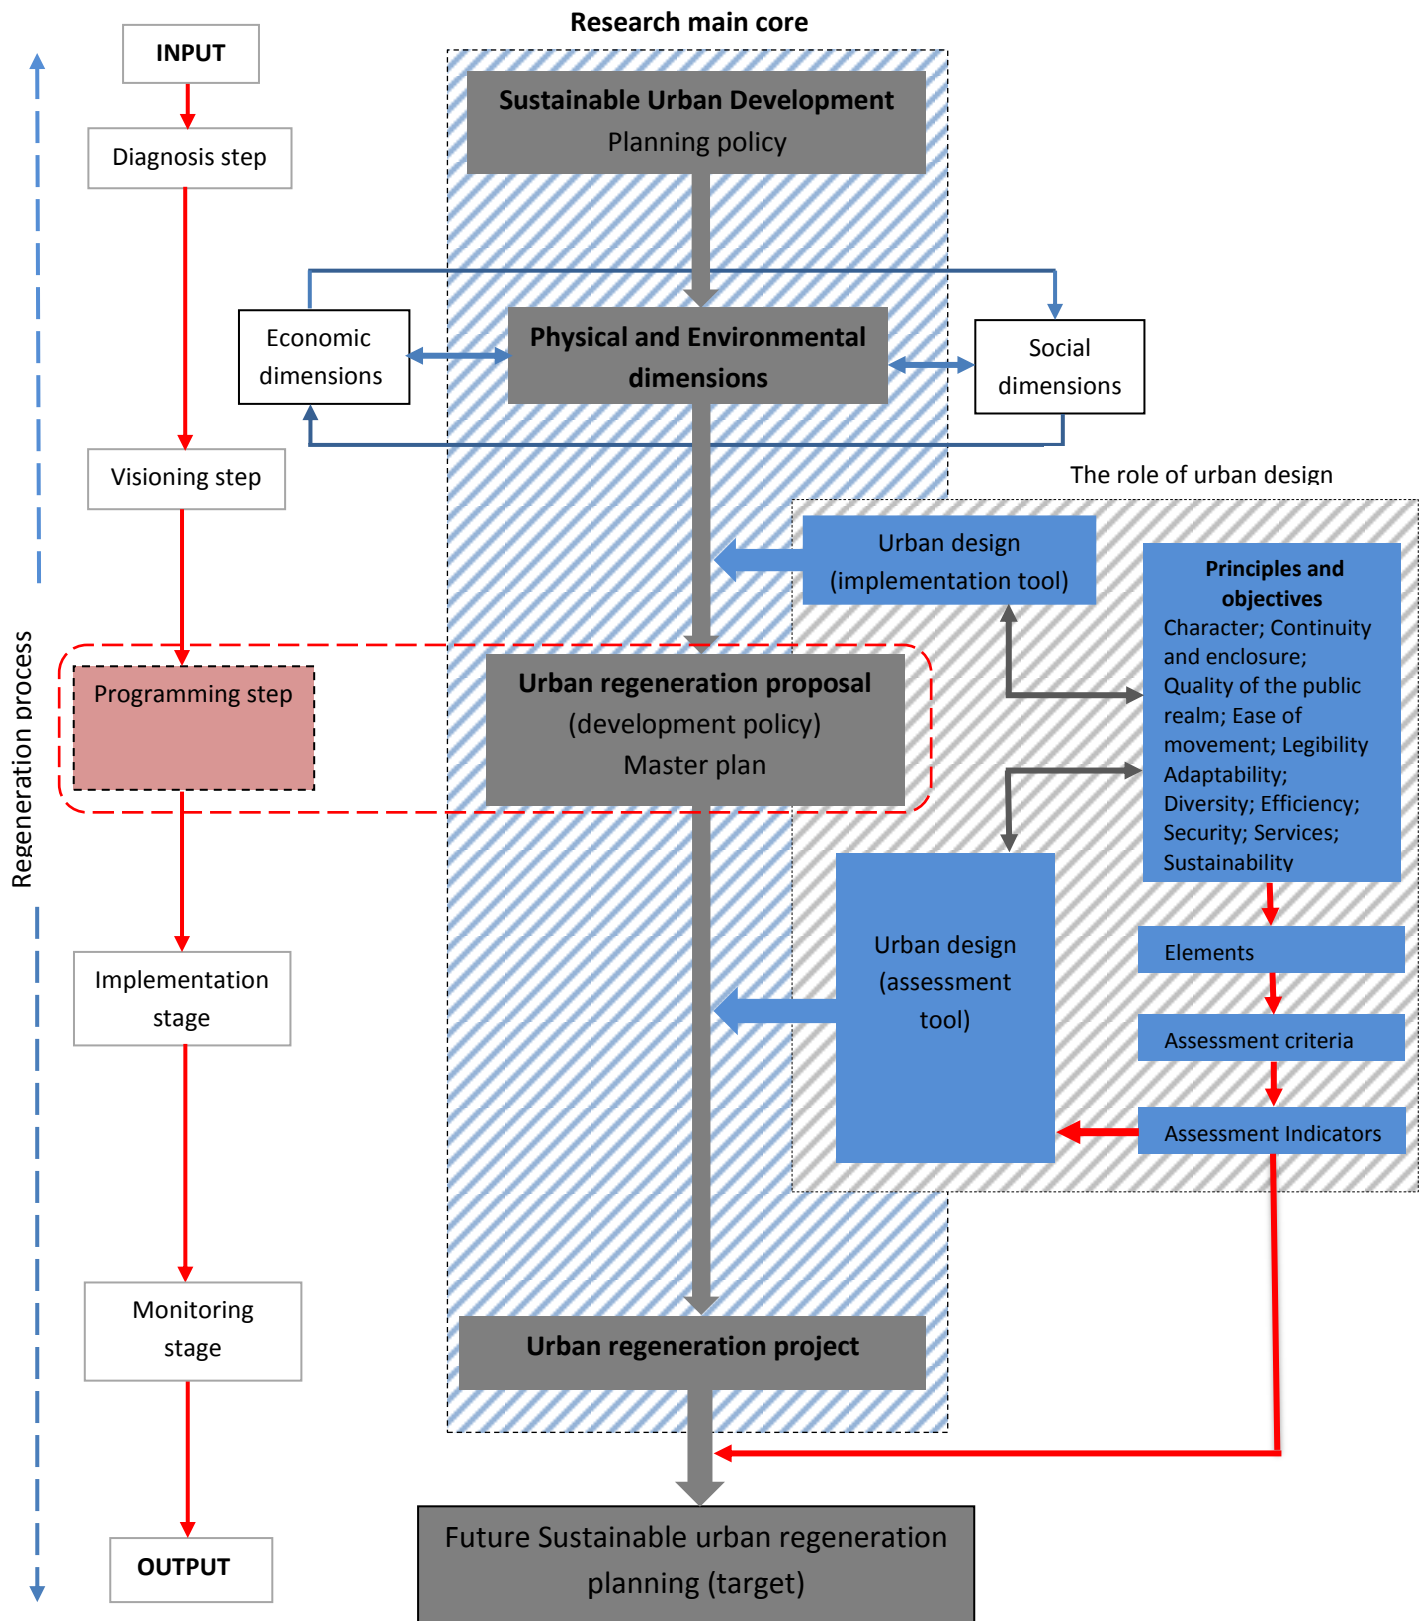 Research main core
INPUT
Diagnosis step
Visioning step
Programming step
Implementation
stage
Monitoring
stage
OUTPUT
Regeneration process
Sustainable Urban Development
Planning policy
Economic
dimensions
Physical and Environmental
dimensions
Social
dimensions
Urban regeneration proposal
(development policy)
Master plan
Urban regeneration project
Future Sustainable urban regeneration
planning (target)
The role of urban design
Urban design
(implementation tool)
Principles and
objectives
Character; Continuity
and enclosure;
Quality of the public
realm; Ease of
movement; Legibility
Adaptability;
Diversity; Efficiency;
Security; Services;
Sustainability
Urban design
(assessment
tool)
Elements
Assessment criteria
Assessment Indicators